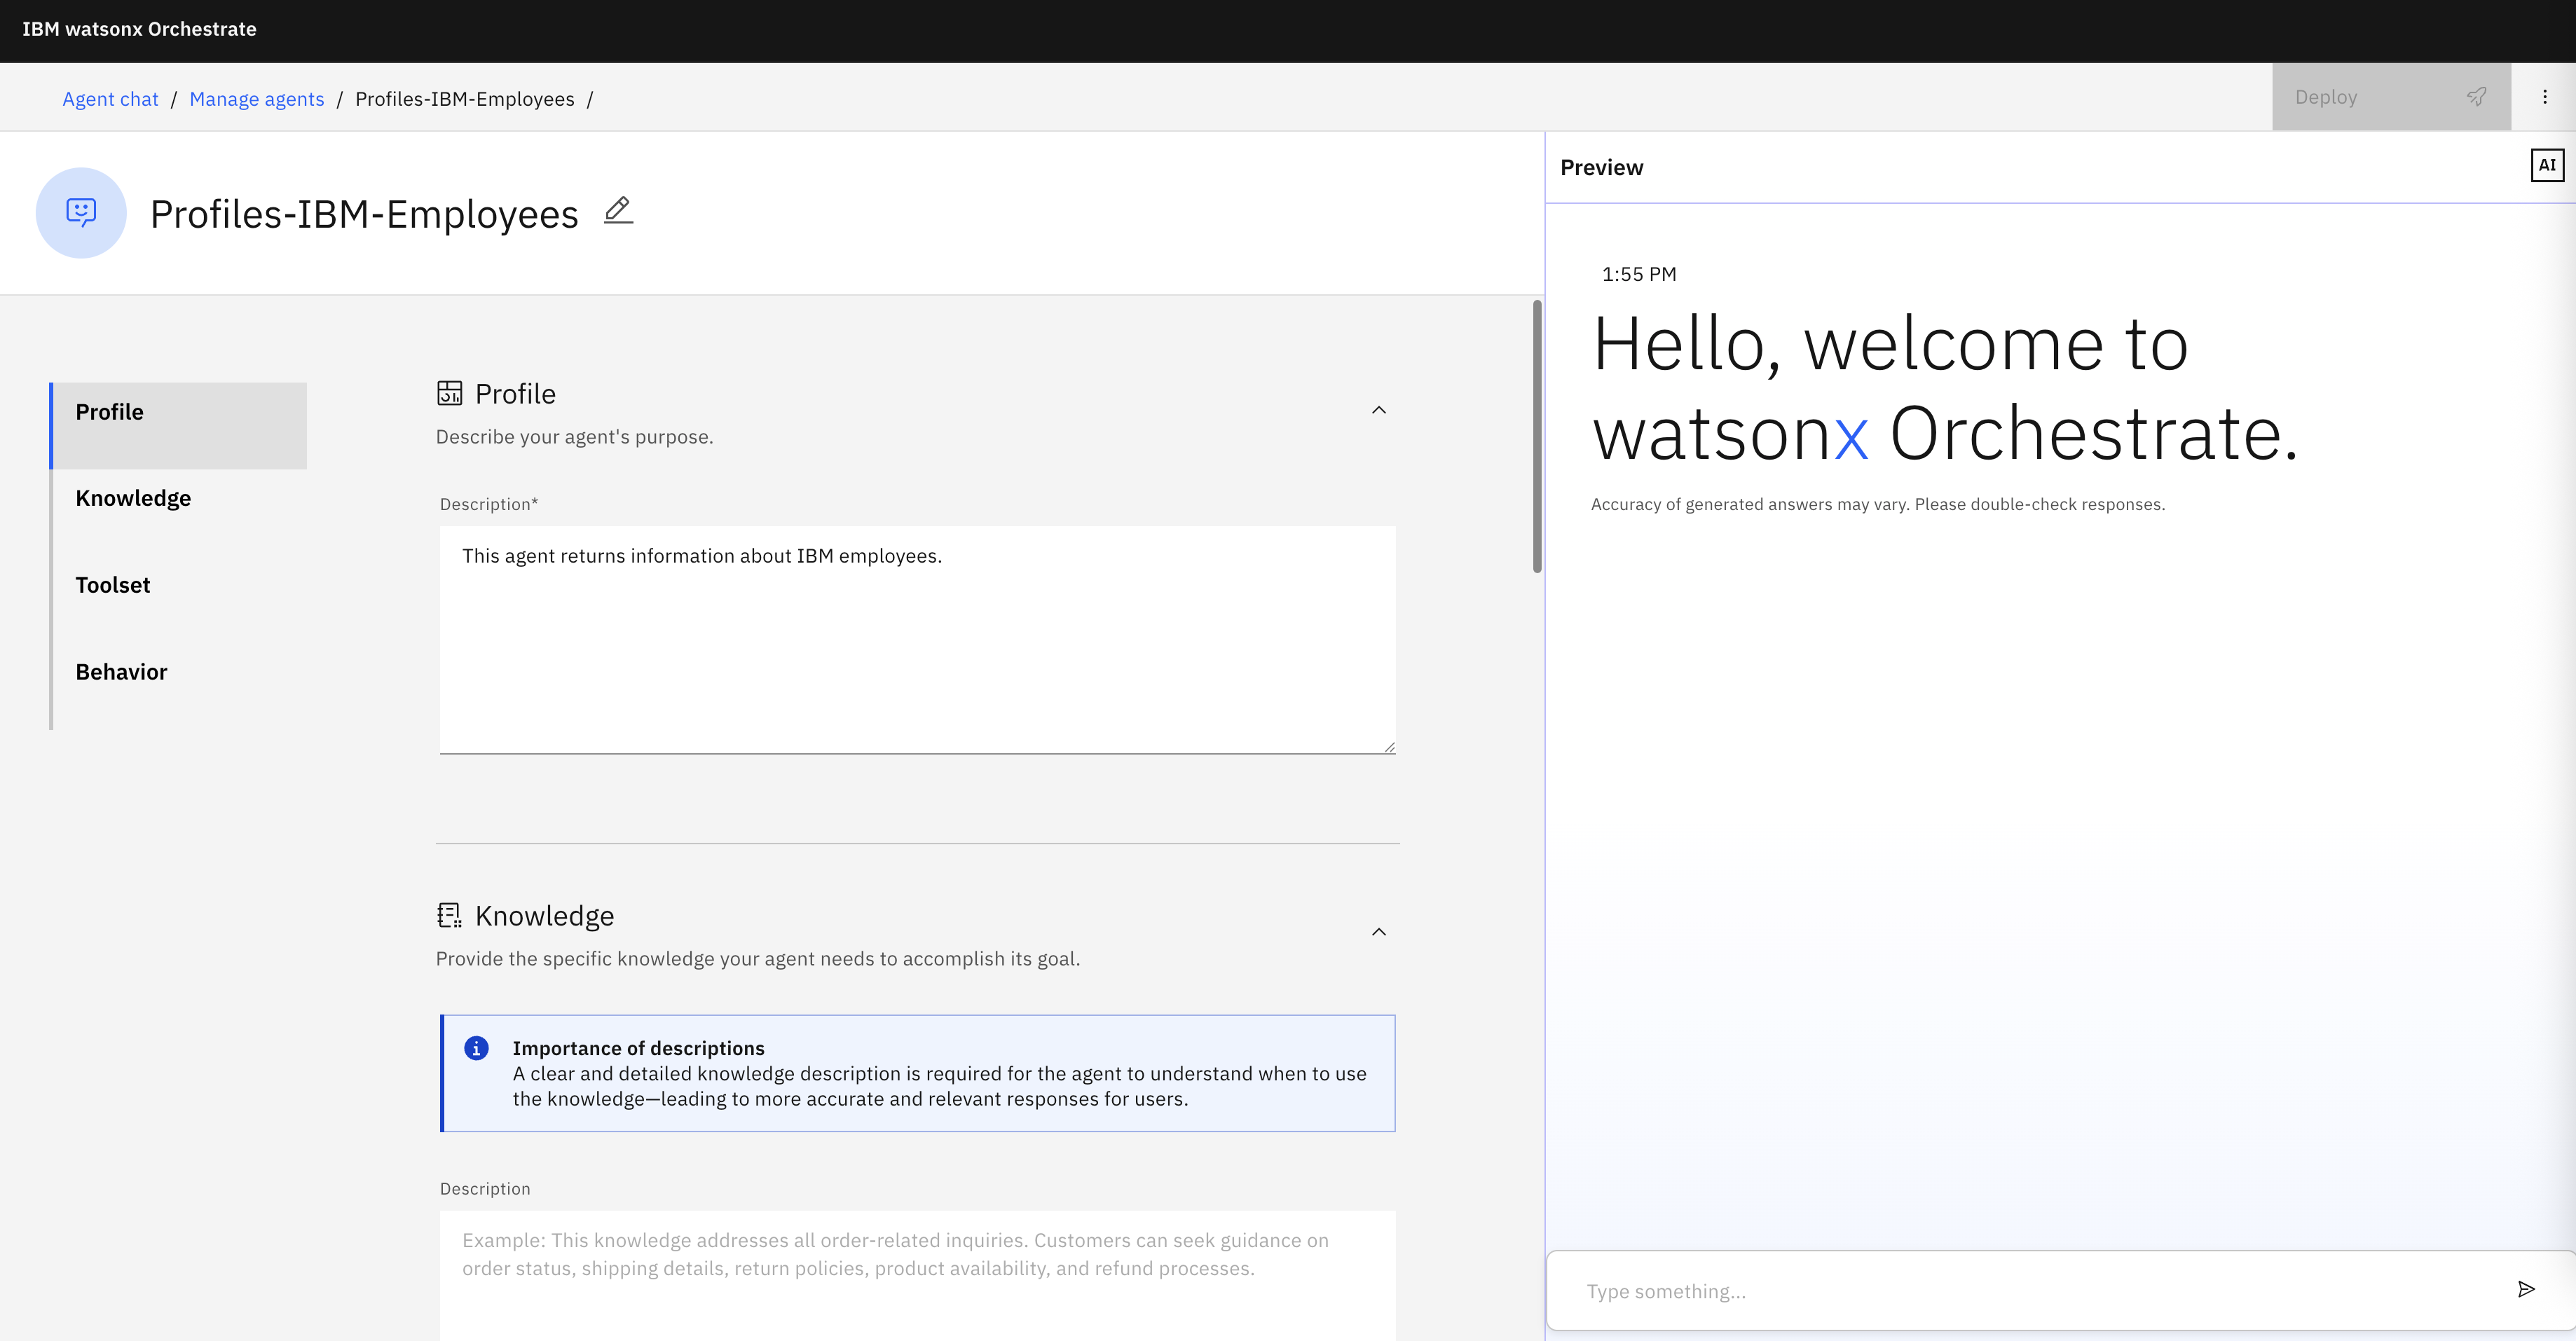 IBM watsonx Orchestrate
Agent chat / Manage agents / Profiles-IBM-Employees /
Deploy
Profiles-IBM-Employees
Profile
Knowledge
Toolset
Behavior
Profile
Describe your agent's purpose.
Description*
This agent returns information about IBM employees.
Knowledge
Provide the specific knowledge your agent needs to accomplish its goal.
Importance of descriptions
A clear and detailed knowledge description is required for the agent to understand when to use
the knowledge—leading to more accurate and relevant responses for users.
Description
Example: This knowledge addresses all order-related inquiries. Customers can seek guidance on
order status, shipping details, return policies, product availability, and refund processes.
Preview
AI
1:55 PM
Hello, welcome to
watsonx Orchestrate.
Accuracy of generated answers may vary. Please double-check responses.
Type something...